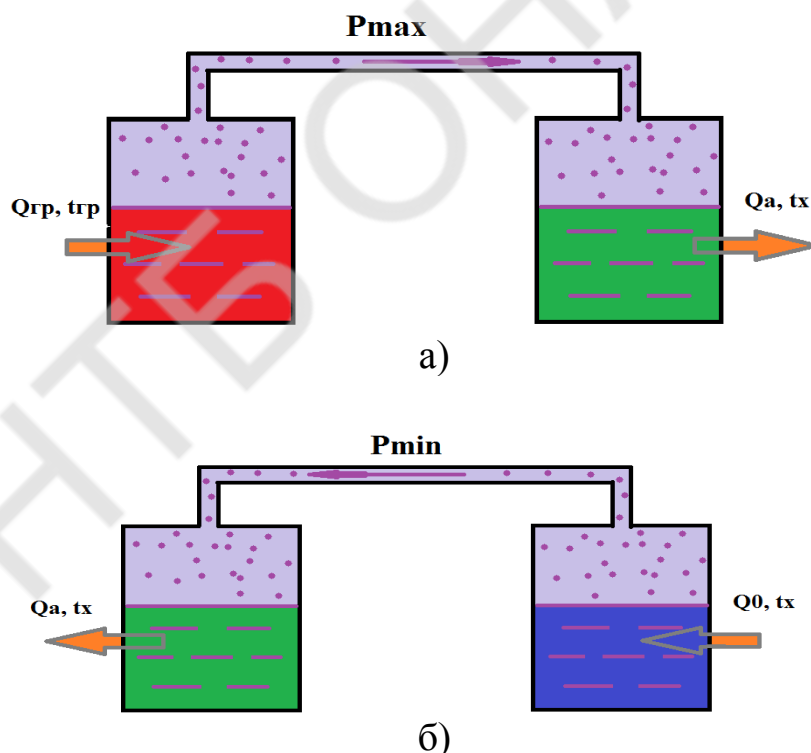 Pmax
Qгр, tгр
Qa, tx
а)
Pmin
Qa, tx
Q0, tx
б)